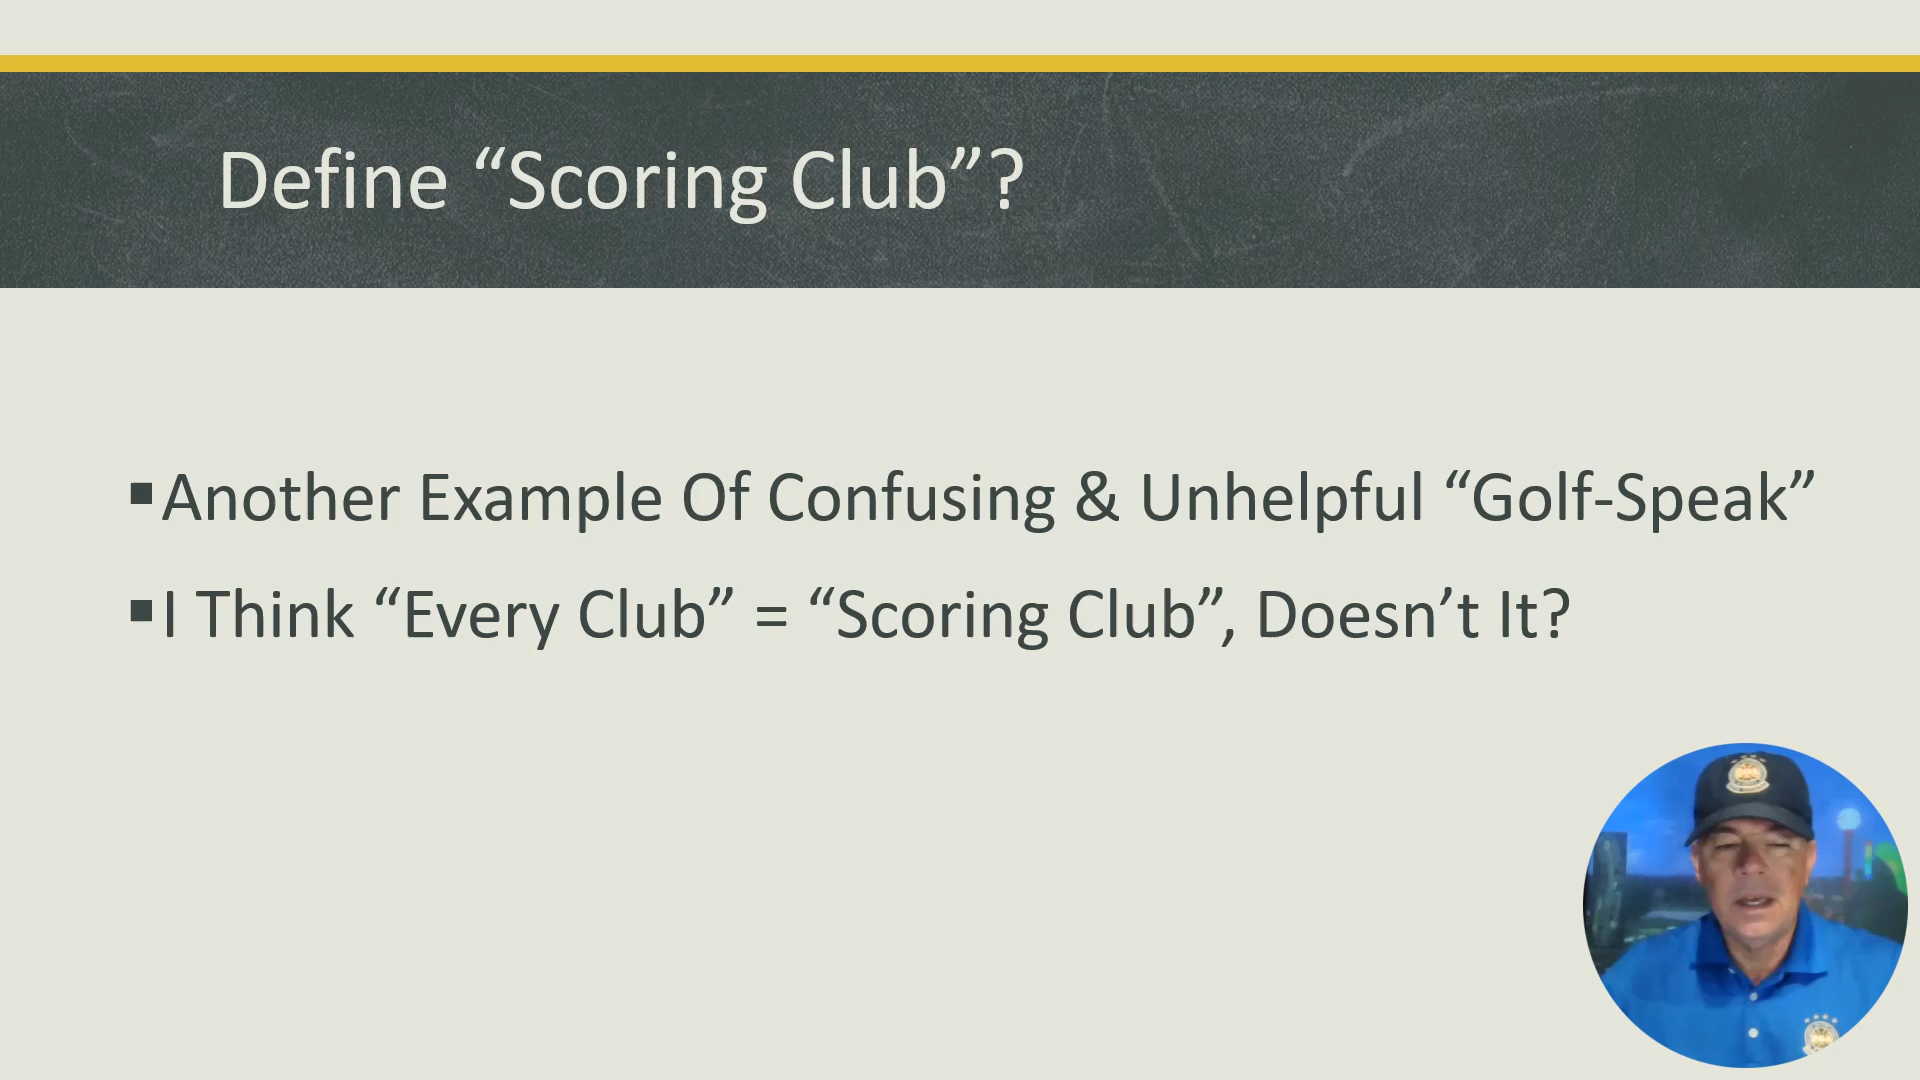 Define “Scoring Club”?
▪Another Example Of Confusing & Unhelpful “Golf-Speak”
▪I Think “Every Club” = “Scoring Club”, Doesn’t It?